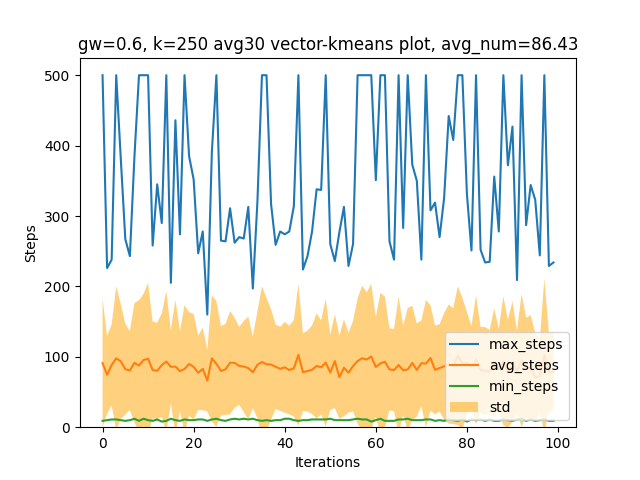 gw=0.6, k=250 avg30 vector-kmeans plot, avg_num=86.43
500
400
300
200
100
0
Steps
max_steps
avg_steps
min_steps
std
0
20
40
60
80
100
Iterations